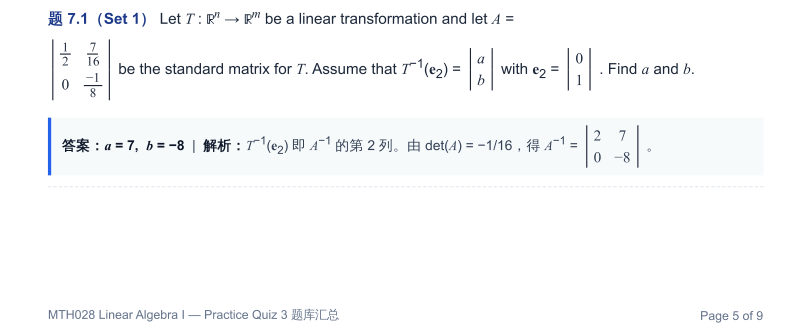 题 7.1（Set 1） Let T : ℝⁿ → ℝᵐ be a linear transformation and let A =
| 1/2 7/16 ; 0 −1/8 | be the standard matrix for T. Assume that T⁻¹(e₂) = | a ; b | with e₂ = | 0 ; 1 | . Find a and b.
答案：a = 7, b = −8 | 解析：T⁻¹(e₂) 即 A⁻¹ 的第 2 列。由 det(A) = −1/16，得 A⁻¹ = | 2 7 ; 0 −8 | 。
MTH028 Linear Algebra I — Practice Quiz 3 题库汇总
Page 5 of 9